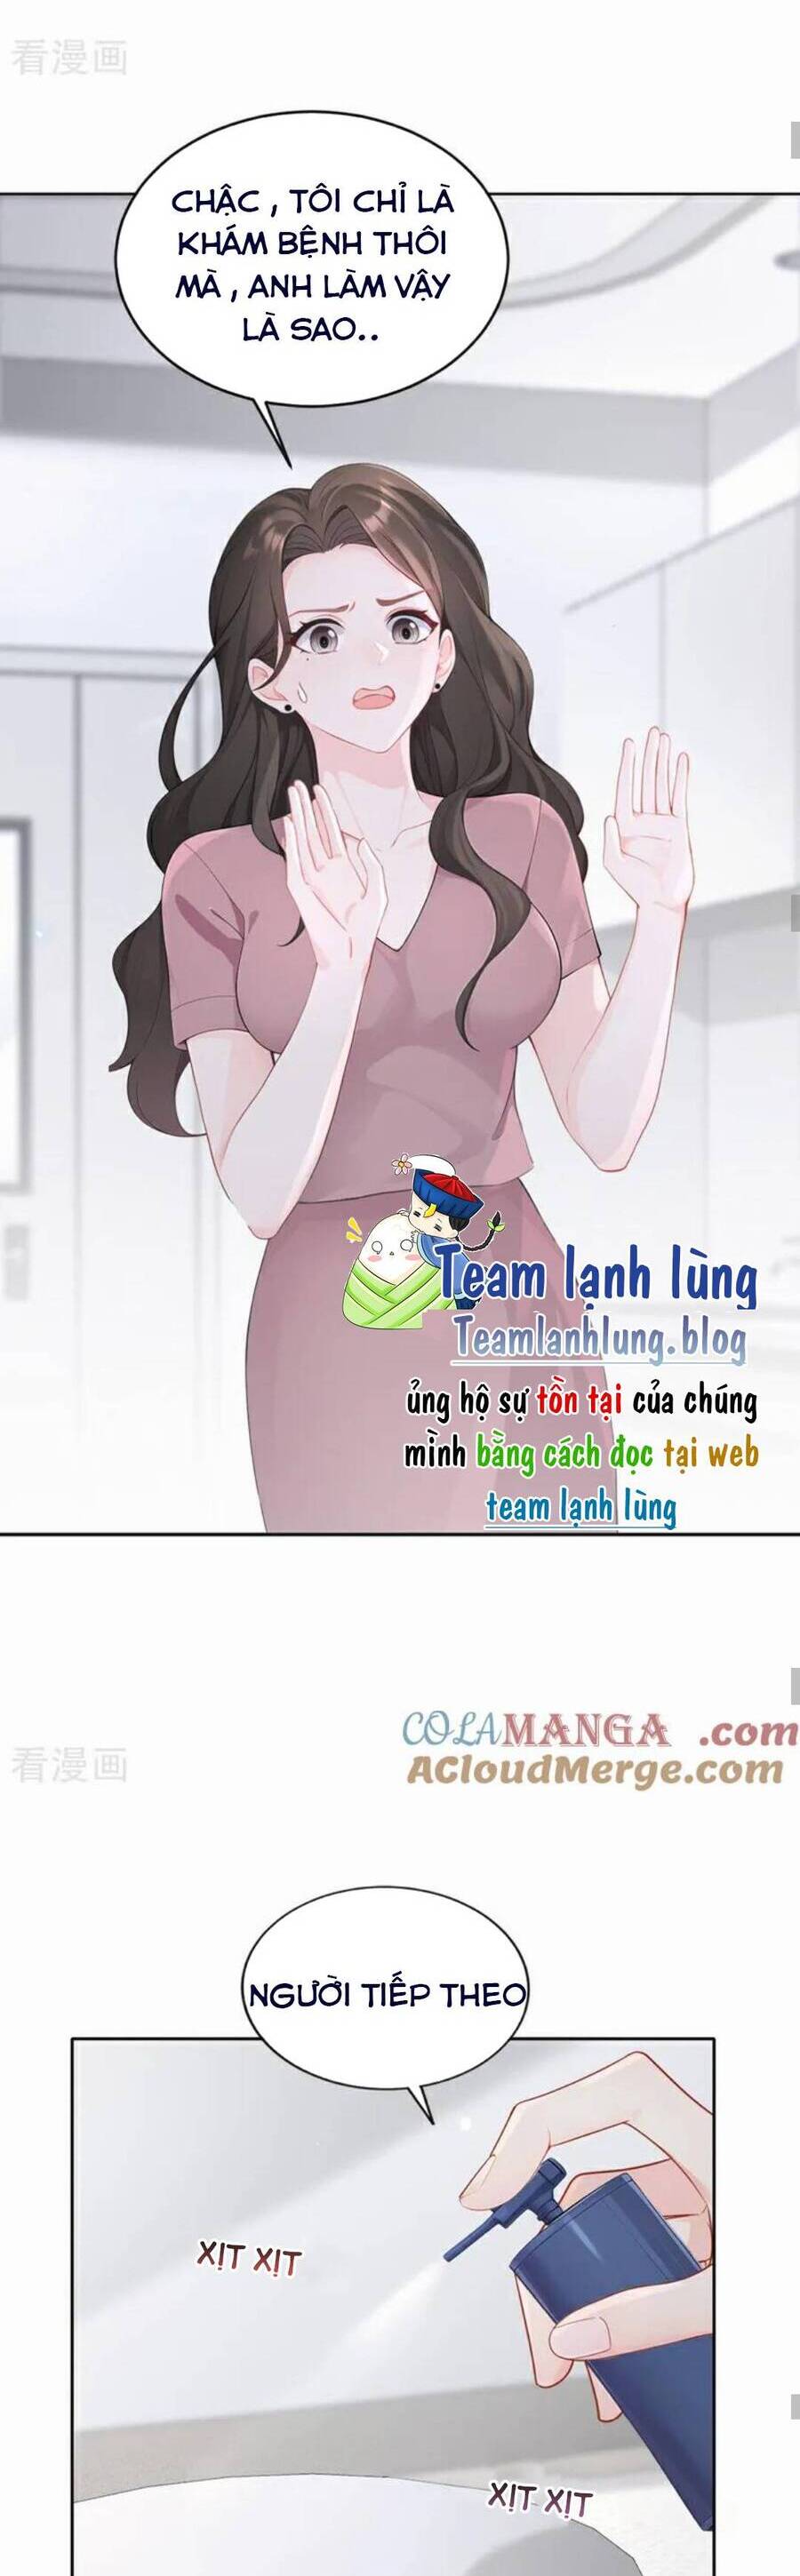 看漫画
CHẬC , TÔI CHỈ LÀ
KHÁM BỆNH THÔI
MÀ , ANH LÀM VẬY
LÀ SAO..
Team lạnh lùng
Teamlanhlung.blog
ủng hộ sự tồn tại của chúng
mình bằng cách đọc tại web
team lạnh lùng
COLAMANGA .com
看漫画
ACloudMerge.com
NGƯỜI TIẾP THEO
XỊT XỊT
XỊT XỊT